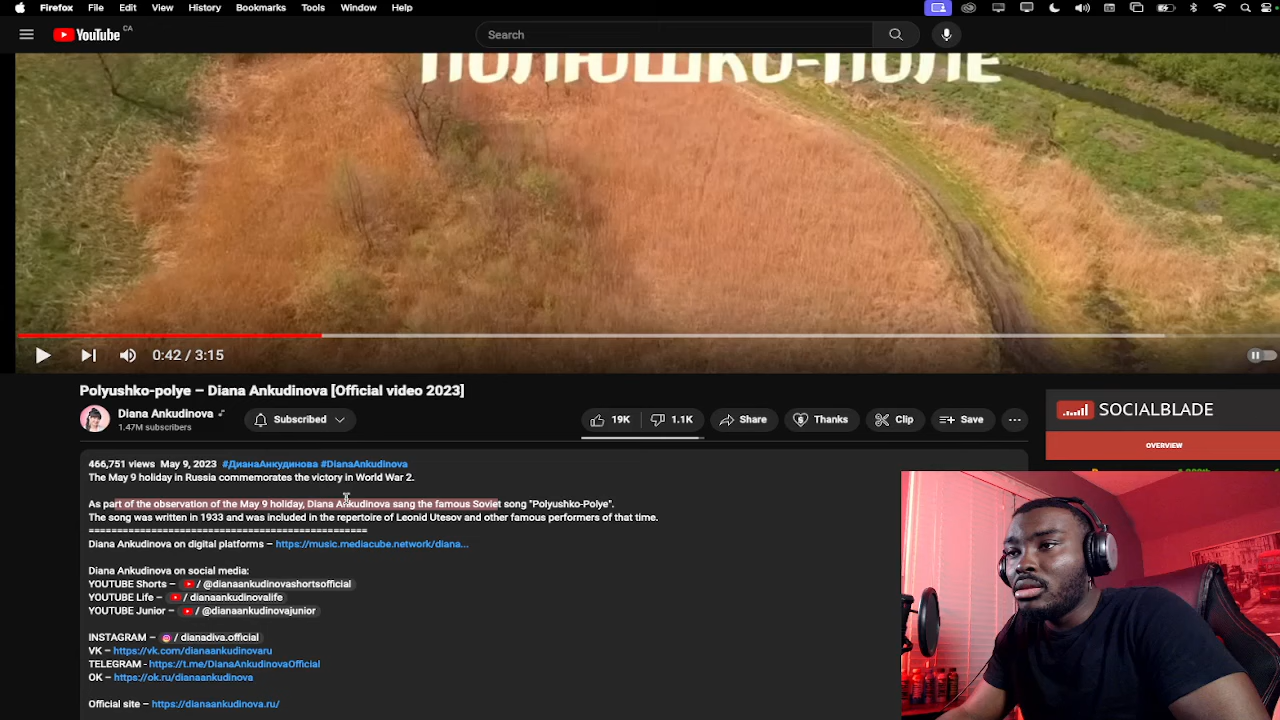 Firefox File Edit View History Bookmarks Tools Window Help
YouTube CA
Search
ПОЛЮШКО-ПОЛЕ
0:42 / 3:15
Polyushko-polye – Diana Ankudinova [Official video 2023]
Diana Ankudinova
1.47M subscribers
Subscribed
19K 1.1K Share Thanks Clip Save
SOCIALBLADE
OVERVIEW
466,751 views May 9, 2023 #ДианаАнкудинова #DianaAnkudinova
The May 9 holiday in Russia commemorates the victory in World War 2.
As part of the observation of the May 9 holiday, Diana Ankudinova sang the famous Soviet song "Polyushko-Polye".
The song was written in 1933 and was included in the repertoire of Leonid Utesov and other famous performers of that time.
==============================================
Diana Ankudinova on digital platforms – https://music.mediacube.network/diana...
Diana Ankudinova on social media:
YOUTUBE Shorts – / @dianaankudinovashortsofficial
YOUTUBE Life – / dianaankudinovalife
YOUTUBE Junior – / @dianaankudinovajunior
INSTAGRAM – / dianadiva.official
VK – https://vk.com/dianaankudinovaru
TELEGRAM - https://t.me/DianaAnkudinovaOfficial
OK – https://ok.ru/dianaankudinova
Official site – https://dianaankudinova.ru/